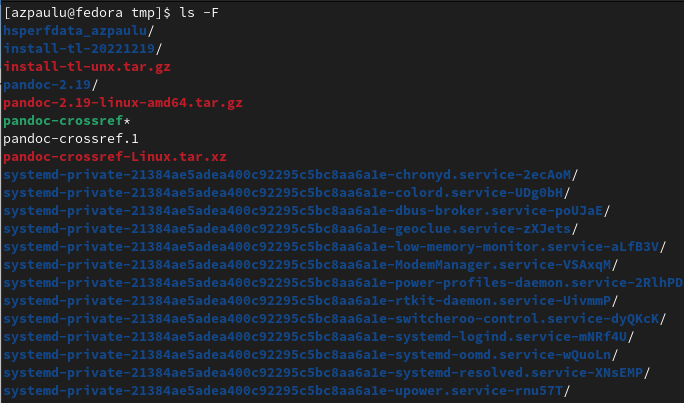 [azpaulu@fedora tmp]$ ls -F
hsperfdata_azpaulu/
install-tl-20221219/
install-tl-unx.tar.gz
pandoc-2.19/
pandoc-2.19-linux-amd64.tar.gz
pandoc-crossref*
pandoc-crossref.1
pandoc-crossref-Linux.tar.xz
systemd-private-21384ae5adea400c92295c5bc8aa6a1e-chronyd.service-2ecAoM/
systemd-private-21384ae5adea400c92295c5bc8aa6a1e-colord.service-UDg0bH/
systemd-private-21384ae5adea400c92295c5bc8aa6a1e-dbus-broker.service-poUJaE/
systemd-private-21384ae5adea400c92295c5bc8aa6a1e-geoclue.service-zXJets/
systemd-private-21384ae5adea400c92295c5bc8aa6a1e-low-memory-monitor.service-aLfB3V/
systemd-private-21384ae5adea400c92295c5bc8aa6a1e-ModemManager.service-VSAxqM/
systemd-private-21384ae5adea400c92295c5bc8aa6a1e-power-profiles-daemon.service-2RlhPD
systemd-private-21384ae5adea400c92295c5bc8aa6a1e-rtkit-daemon.service-UivmmP/
systemd-private-21384ae5adea400c92295c5bc8aa6a1e-switcheroo-control.service-dyQKcK/
systemd-private-21384ae5adea400c92295c5bc8aa6a1e-systemd-logind.service-mNRf4U/
systemd-private-21384ae5adea400c92295c5bc8aa6a1e-systemd-oomd.service-wQuoLn/
systemd-private-21384ae5adea400c92295c5bc8aa6a1e-systemd-resolved.service-XNsEMP/
systemd-private-21384ae5adea400c92295c5bc8aa6a1e-upower.service-rnu57T/